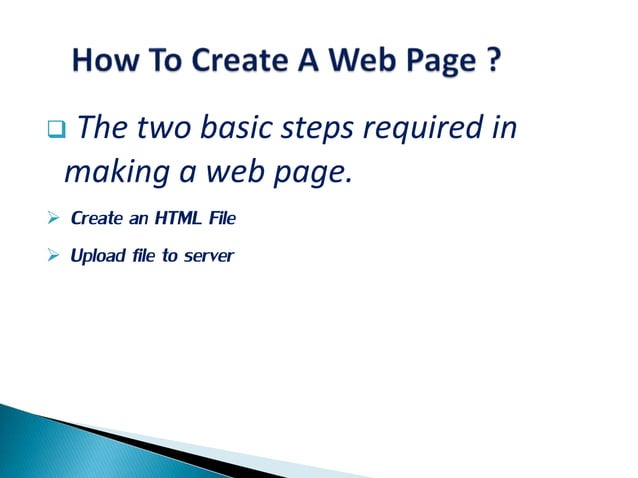 How To Create A Web Page ?
The two basic steps required in
making a web page.
Create an HTML File
Upload file to server